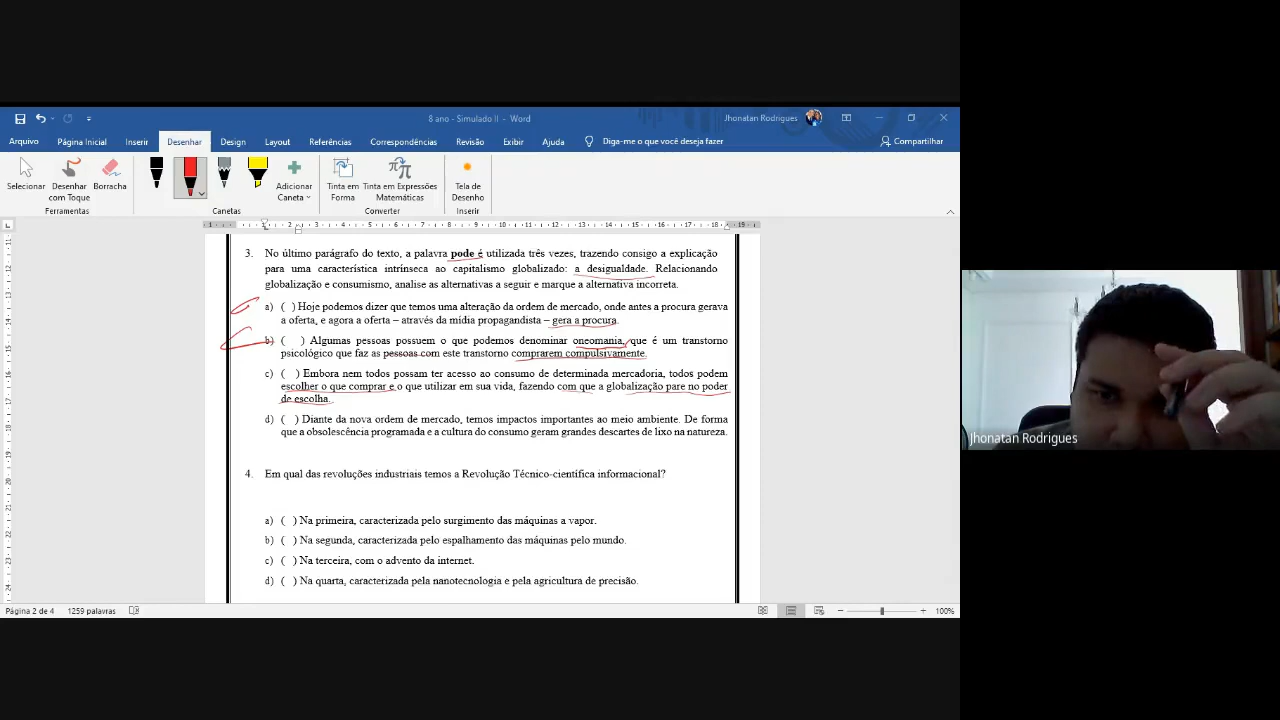 8 ano - Simulado II - Word
Jhonatan Rodrigues
Arquivo Página Inicial Inserir Desenhar Design Layout Referências Correspondências Revisão Exibir Ajuda Diga-me o que você deseja fazer Compartilhar
Selecionar Desenhar com Toque Borracha Adicionar Caneta Tinta em Forma Tinta em Expressões Matemáticas Tela de Desenho
Ferramentas Canetas Converter Inserir
3. No último parágrafo do texto, a palavra pode é utilizada três vezes, trazendo consigo a explicação
para uma característica intrínseca ao capitalismo globalizado: a desigualdade. Relacionando
globalização e consumismo, analise as alternativas a seguir e marque a alternativa incorreta.
a) ( ) Hoje podemos dizer que temos uma alteração da ordem de mercado, onde antes a procura gerava
a oferta, e agora a oferta – através da mídia propagandista – gera a procura.
b) ( ) Algumas pessoas possuem o que podemos denominar oneomania, que é um transtorno
psicológico que faz as pessoas com este transtorno comprarem compulsivamente.
c) ( ) Embora nem todos possam ter acesso ao consumo de determinada mercadoria, todos podem
escolher o que comprar e o que utilizar em sua vida, fazendo com que a globalização pare no poder
de escolha.
d) ( ) Diante da nova ordem de mercado, temos impactos importantes ao meio ambiente. De forma
que a obsolescência programada e a cultura do consumo geram grandes descartes de lixo na natureza.
4. Em qual das revoluções industriais temos a Revolução Técnico-científica informacional?
a) ( ) Na primeira, caracterizada pelo surgimento das máquinas a vapor.
b) ( ) Na segunda, caracterizada pelo espalhamento das máquinas pelo mundo.
c) ( ) Na terceira, com o advento da internet.
d) ( ) Na quarta, caracterizada pela nanotecnologia e pela agricultura de precisão.
Página 2 de 4 1259 palavras 100%
Jhonatan Rodrigues